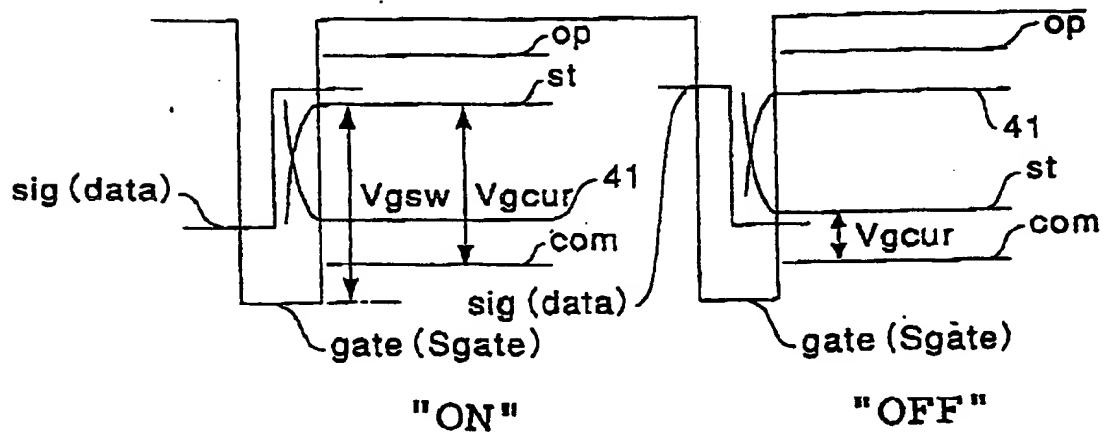 op
st
41
sig (data)
Vgsw
Vgcur
com
gate (Sgate)
"ON"
op
41
st
Vgcur
com
sig (data)
gate (Sgate)
"OFF"